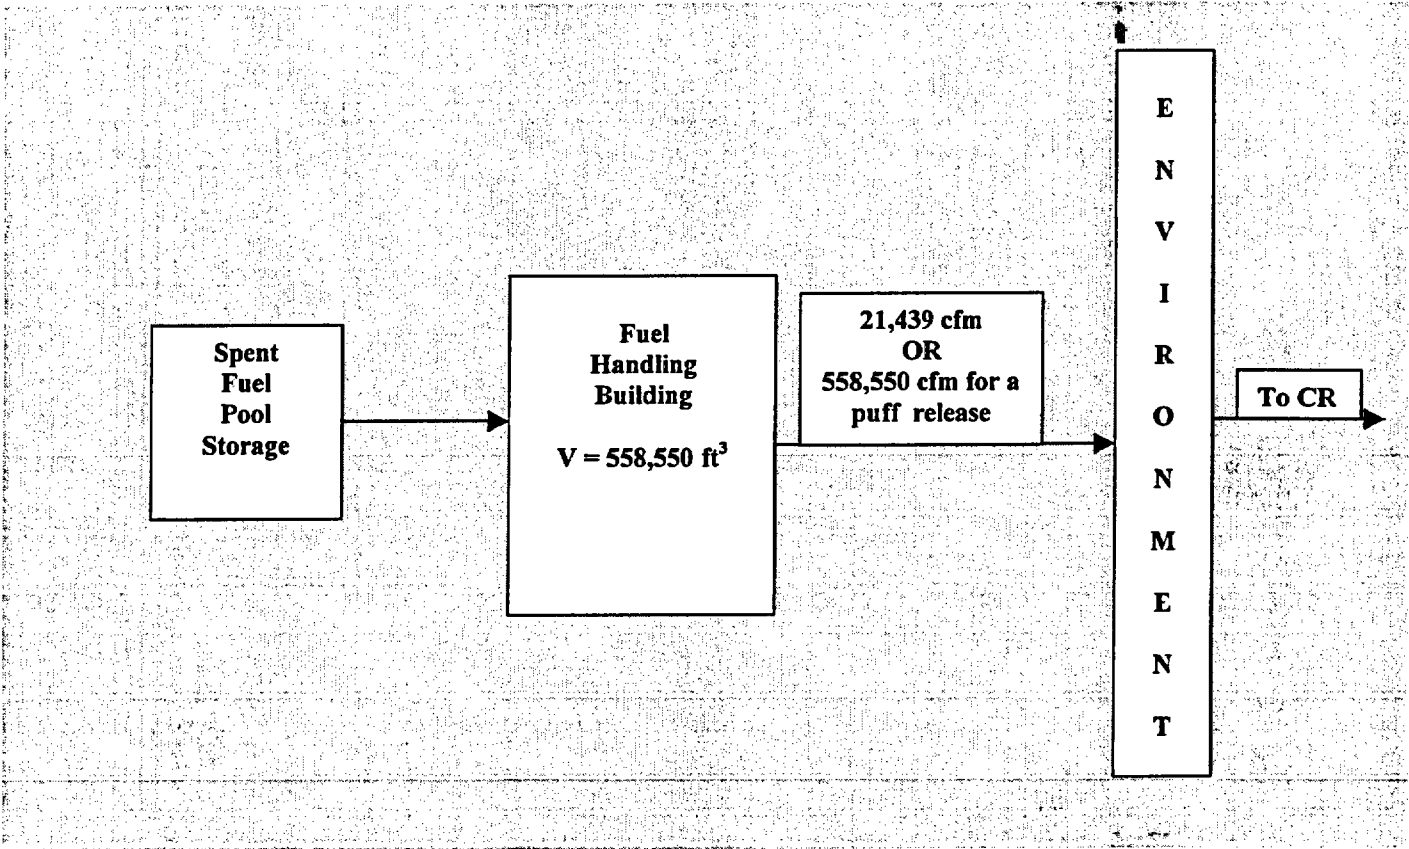 Spent
Fuel
Pool
Storage
Fuel
Handling
Building
V = 558,550 ft³
21,439 cfm
OR
558,550 cfm for a
puff release
E
N
V
I
R
O
N
M
E
N
T
To CR